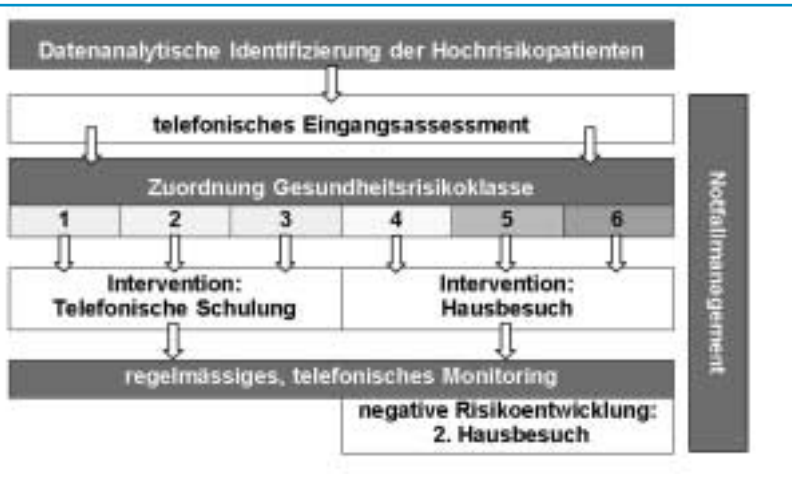 Datenanalytische Identifizierung der Hochrisikopatienten
telefonisches Eingangsassessment
Zuordnung Gesundheitsrisikoklasse
1 2 3 4 5 6
Intervention:
Telefonische Schulung
Intervention:
Hausbesuch
regelmässiges, telefonisches Monitoring
negative Risikoentwicklung:
2. Hausbesuch
Notfallmanagement